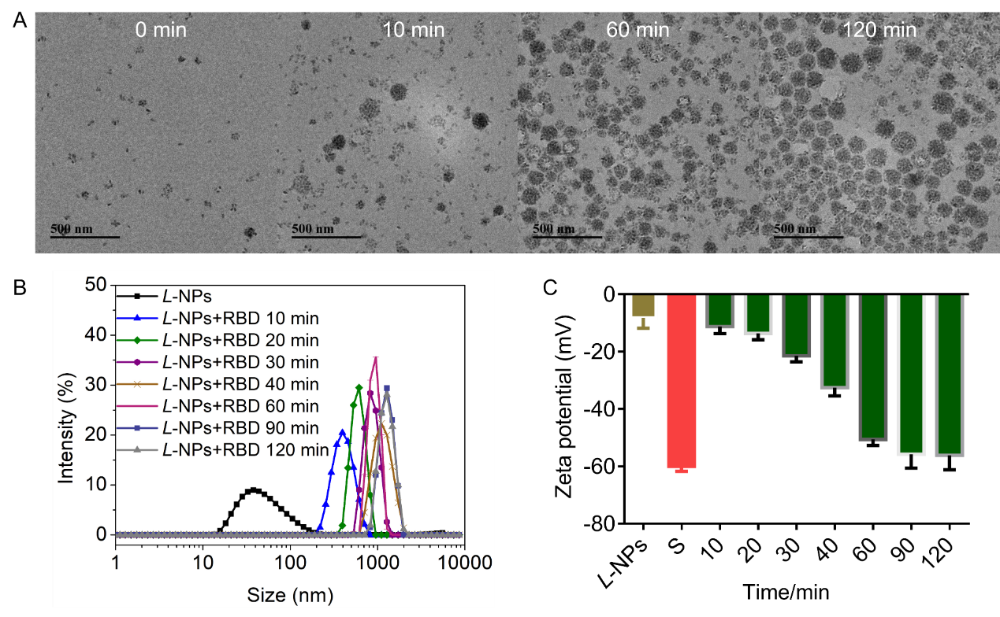 A
0 min
10 min
60 min
120 min
500 nm
500 nm
500 nm
500 nm
B
50
40
30
20
10
0
Intensity (%)
L-NPs
L-NPs+RBD 10 min
L-NPs+RBD 20 min
L-NPs+RBD 30 min
L-NPs+RBD 40 min
L-NPs+RBD 60 min
L-NPs+RBD 90 min
L-NPs+RBD 120 min
1 10 100 1000 10000
Size (nm)
C
0
-20
-40
-60
-80
Zeta potential (mV)
L-NPs S 10 20 30 40 60 90 120
Time/min